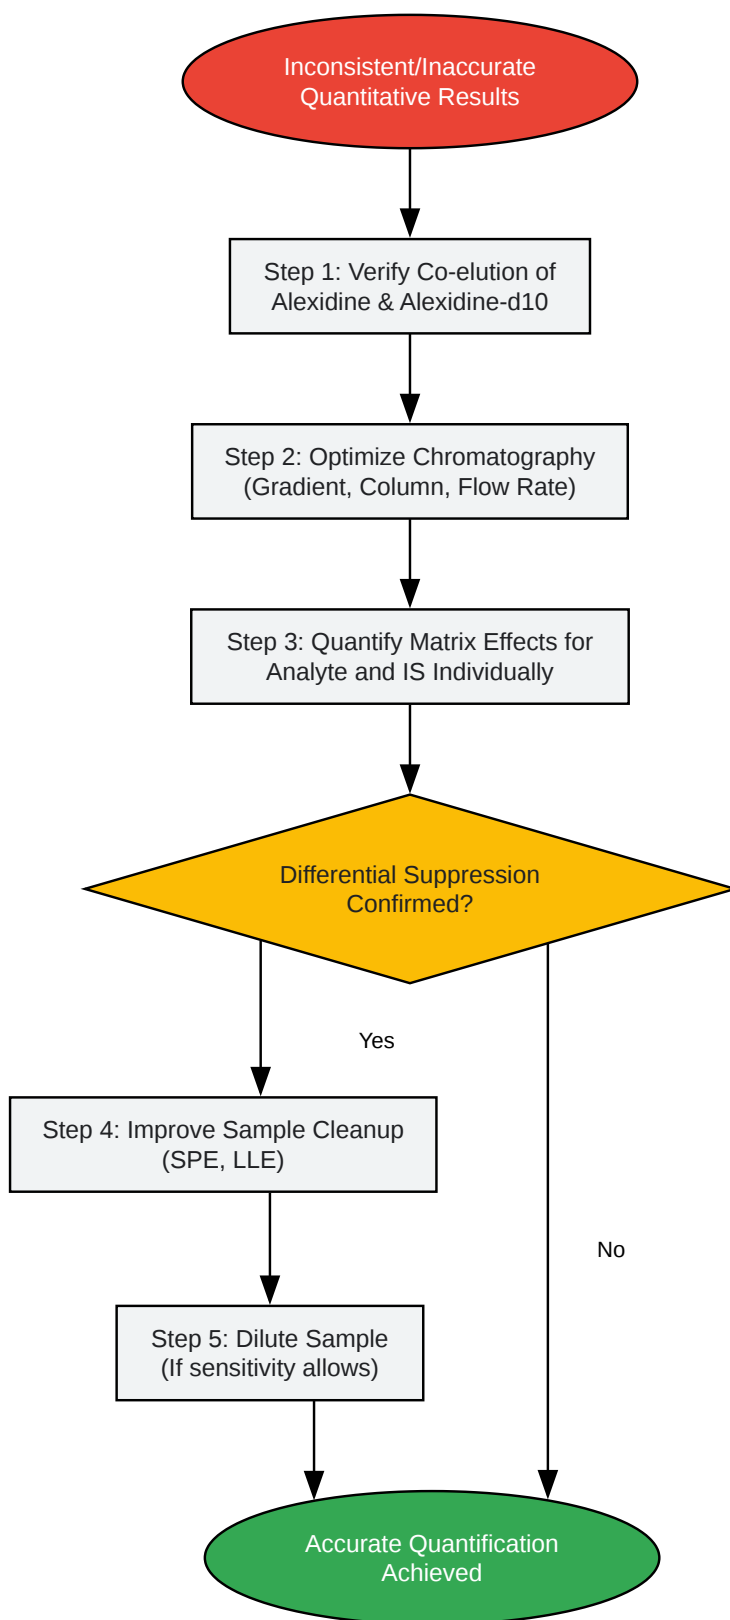 Inconsistent/Inaccurate
Quantitative Results
Step 1: Verify Co-elution of
Alexidine & Alexidine-d10
Step 2: Optimize Chromatography
(Gradient, Column, Flow Rate)
Step 3: Quantify Matrix Effects for
Analyte and IS Individually
Differential Suppression
Confirmed?
Yes
Step 4: Improve Sample Cleanup
(SPE, LLE)
No
Step 5: Dilute Sample
(If sensitivity allows)
Accurate Quantification
Achieved